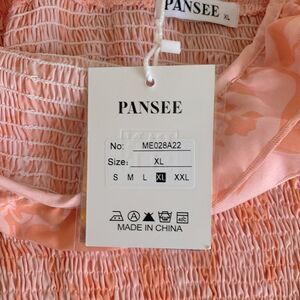 PANSEE XL
PANSEE
No: ME028A22
Size: XL
S M L XL XXL
MADE IN CHINA